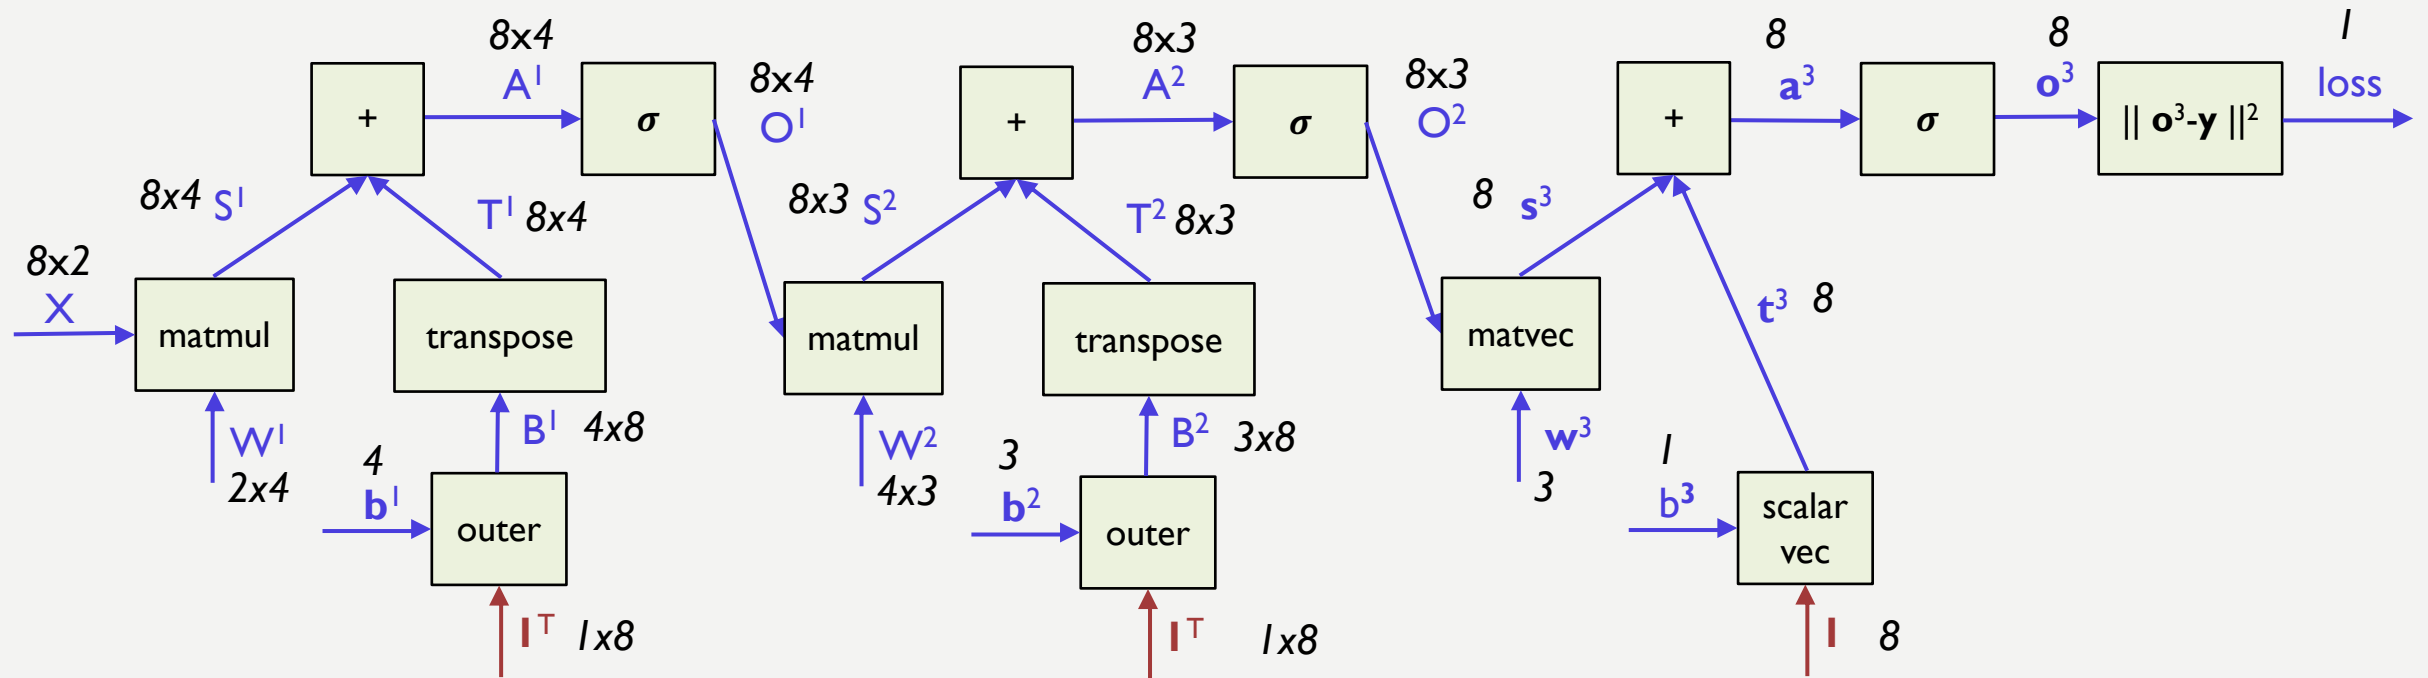 8x4
A¹
8x4
O¹
+
σ
8x4 S¹
T¹ 8x4
8x2
X
matmul
transpose
W¹
2x4
B¹ 4x8
4
b¹
outer
1ᵀ 1x8
8x3
A²
8x3
O²
+
σ
8x3 S²
T² 8x3
matmul
transpose
W²
4x3
B² 3x8
3
b²
outer
1ᵀ 1x8
8
a³
8
o³
1
loss
+
σ
|| o³-y ||²
8 s³
t³ 8
matvec
w³
3
1
b³
scalar
vec
1 8